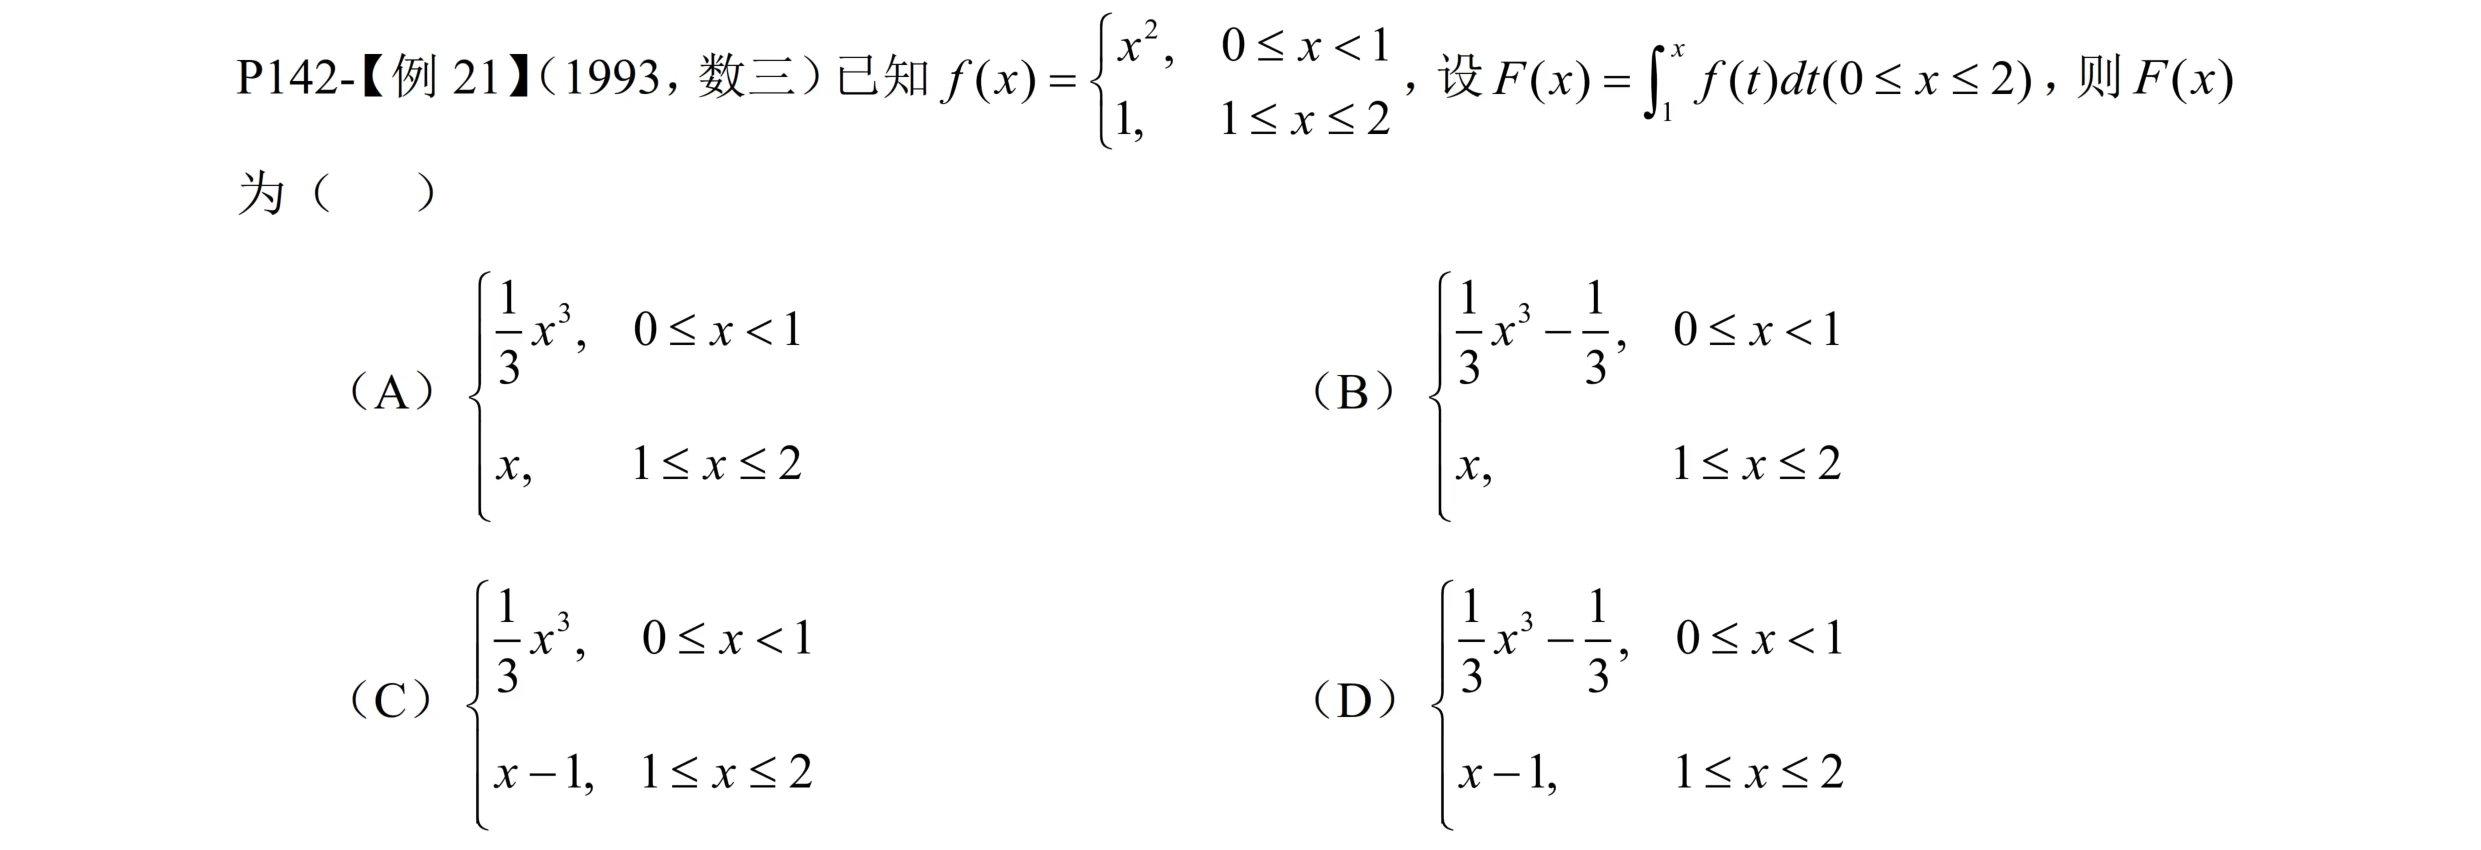 P142-【例 21】（1993，数三）已知 f(x) = { x², 0 ≤ x < 1; 1, 1 ≤ x ≤ 2 ，设 F(x) = ∫₁ˣ f(t)dt(0 ≤ x ≤ 2)，则 F(x)
为（ ）
（A） { 1/3 x³, 0 ≤ x < 1; x, 1 ≤ x ≤ 2
（B） { 1/3 x³ − 1/3, 0 ≤ x < 1; x, 1 ≤ x ≤ 2
（C） { 1/3 x³, 0 ≤ x < 1; x − 1, 1 ≤ x ≤ 2
（D） { 1/3 x³ − 1/3, 0 ≤ x < 1; x − 1, 1 ≤ x ≤ 2